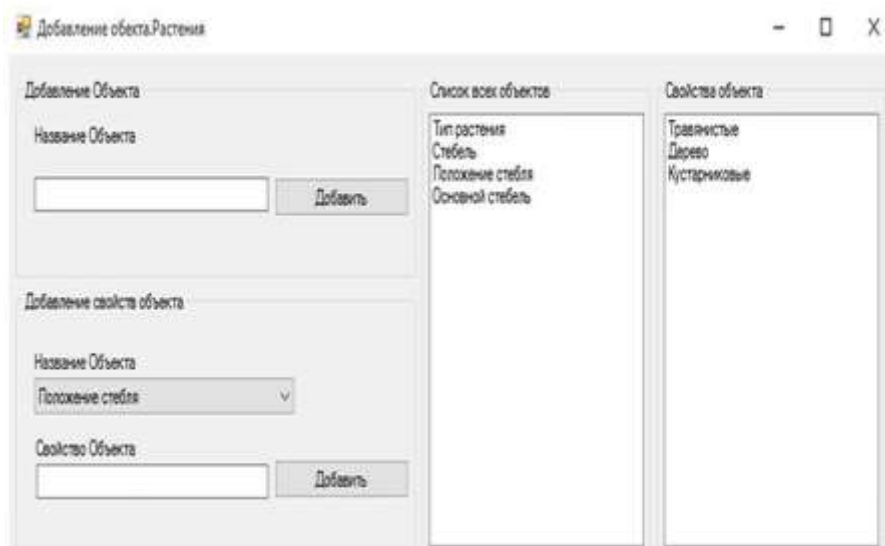 Добавление обекта.Растения
Добавление Объекта
Название Объекта
Добавить
Добавление свойств объекта
Название Объекта
Положение стебля
Свойство Объекта
Добавить
Список всех объектов
Тип растения
Стебель
Положение стебля
Основной стебель
Свойства объекта
Травянистые
Дерево
Кустарниковые